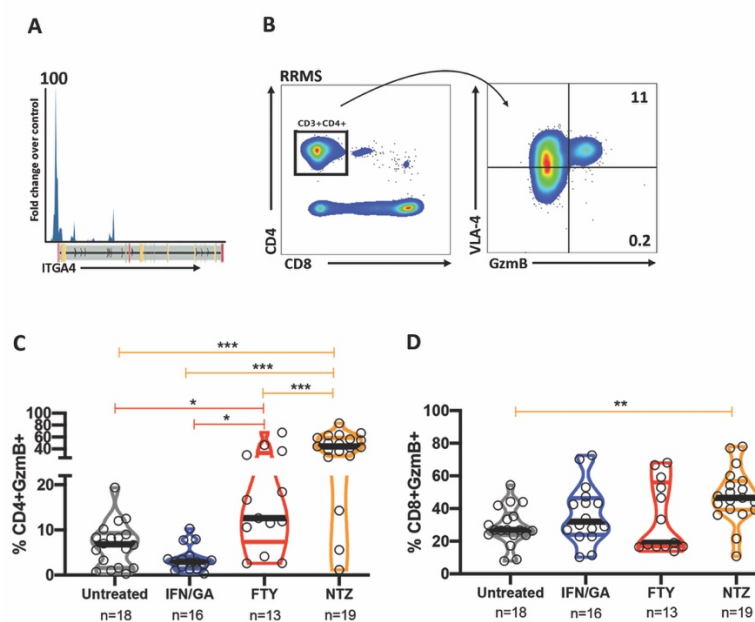 A
100
Fold change over control
ITGA4
B
RRMS
CD3+CD4+
CD4
CD8
11
0.2
VLA-4
GzmB
C
% CD4+GzmB+
***
***
***
*
*
100
80
60
40
20
10
0
Untreated IFN/GA FTY NTZ
n=18 n=16 n=13 n=19
D
% CD8+GzmB+
**
100
80
60
40
20
0
Untreated IFN/GA FTY NTZ
n=18 n=16 n=13 n=19